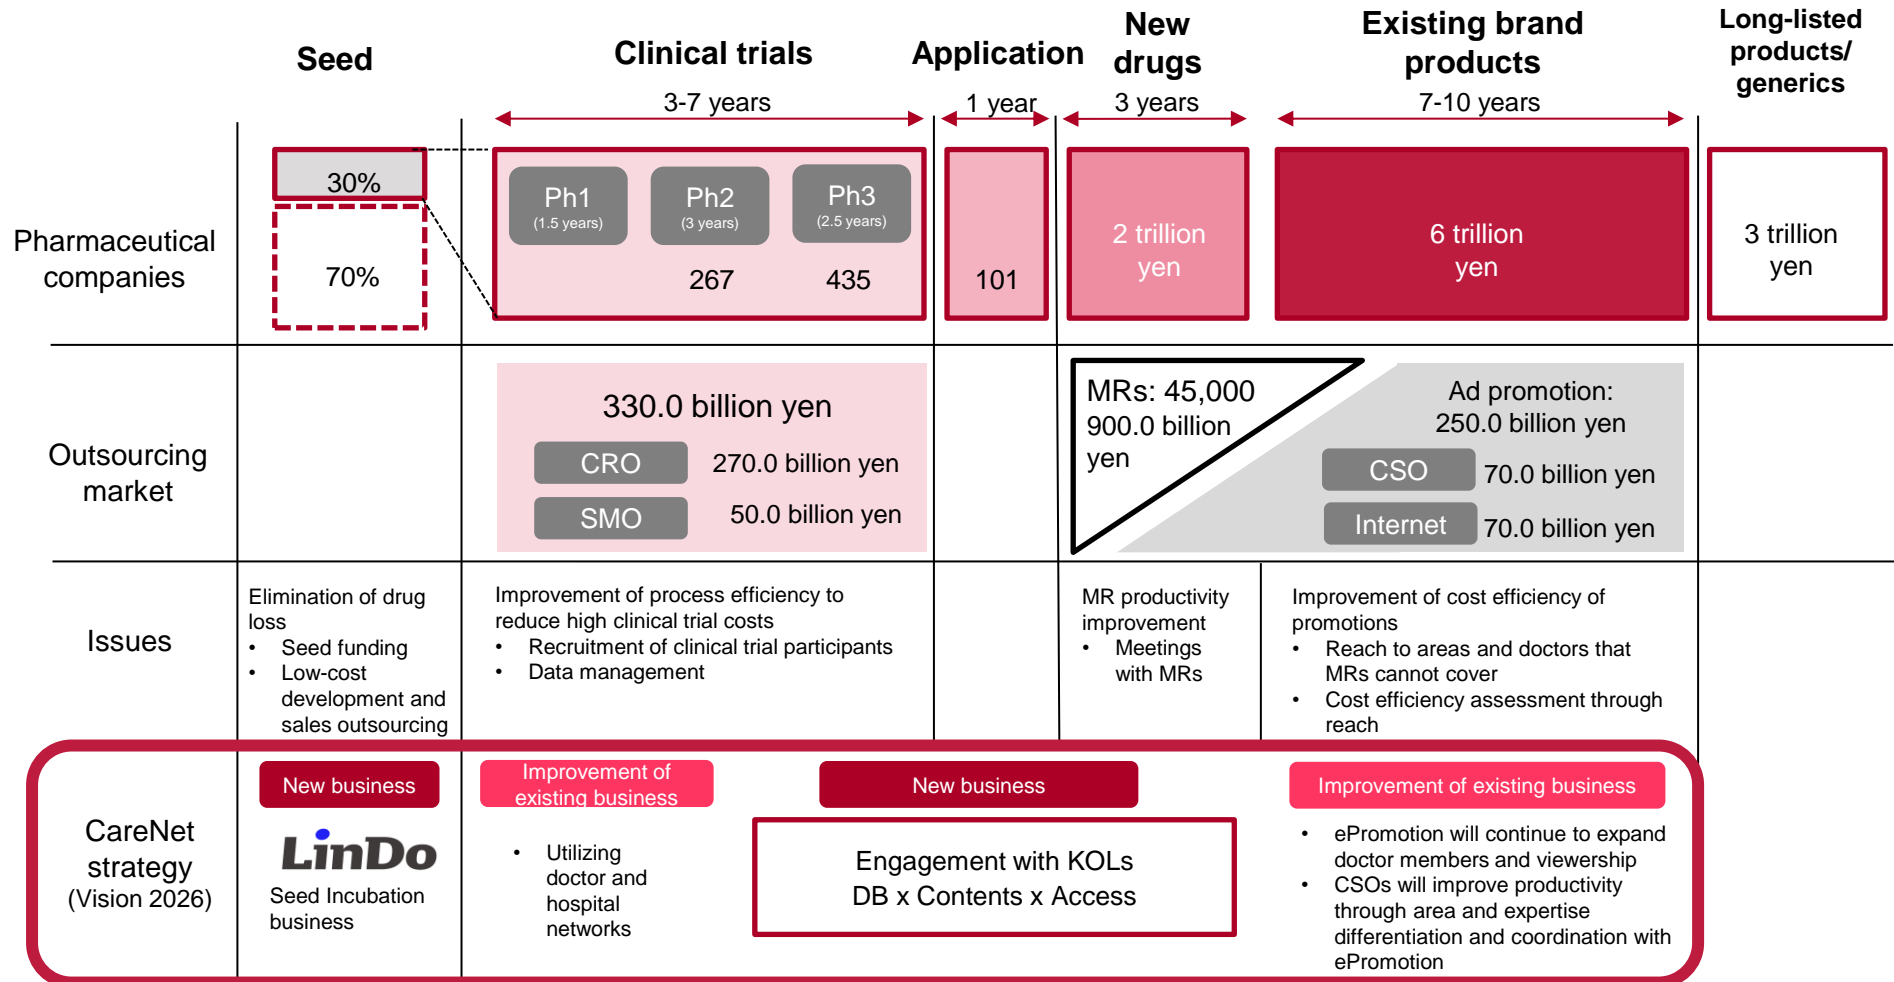 Seed
Clinical trials
Application
New
drugs
Existing brand
products
Long-listed
products/
generics
3-7 years
1 year
3 years
7-10 years
Pharmaceutical
companies
30%
70%
Ph1
(1.5 years)
Ph2
(3 years)
Ph3
(2.5 years)
267
435
101
2 trillion
yen
6 trillion
yen
3 trillion
yen
Outsourcing
market
330.0 billion yen
CRO
270.0 billion yen
SMO
50.0 billion yen
MRs: 45,000
900.0 billion
yen
Ad promotion:
250.0 billion yen
CSO
70.0 billion yen
Internet
70.0 billion yen
Issues
Elimination of drug
loss
• Seed funding
• Low-cost
development and
sales outsourcing
Improvement of process efficiency to
reduce high clinical trial costs
• Recruitment of clinical trial participants
• Data management
MR productivity
improvement
• Meetings
with MRs
Improvement of cost efficiency of
promotions
• Reach to areas and doctors that
MRs cannot cover
• Cost efficiency assessment through
reach
CareNet
strategy
(Vision 2026)
New business
LinDo
Seed Incubation
business
Improvement of
existing business
• Utilizing
doctor and
hospital
networks
New business
Engagement with KOLs
DB x Contents x Access
Improvement of existing business
• ePromotion will continue to expand
doctor members and viewership
• CSOs will improve productivity
through area and expertise
differentiation and coordination with
ePromotion